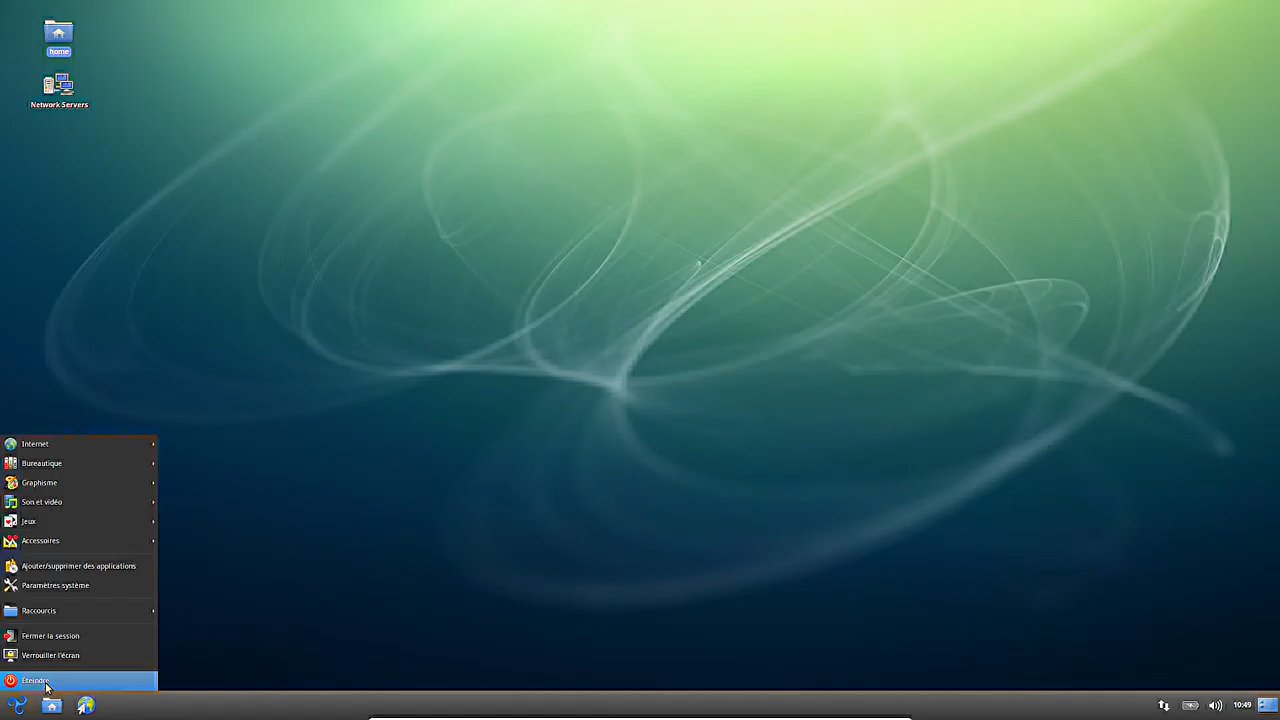 home
Network Servers
Internet
Bureautique
Graphisme
Son et vidéo
Jeux
Accessoires
Ajouter/supprimer des applications
Paramètres système
Raccourcis
Fermer la session
Verrouiller l'écran
Éteindre
10:49